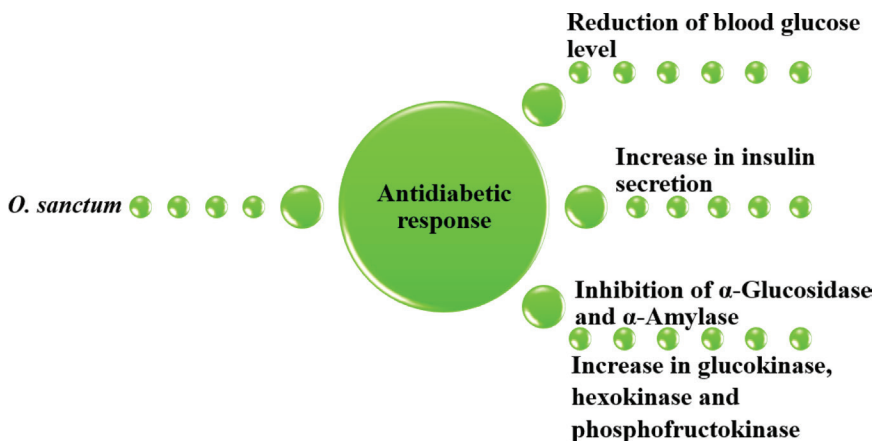 Reduction of blood glucose
level
O. sanctum
Antidiabetic
response
Increase in insulin
secretion
Inhibition of α-Glucosidase
and α-Amylase
Increase in glucokinase,
hexokinase and
phosphofructokinase